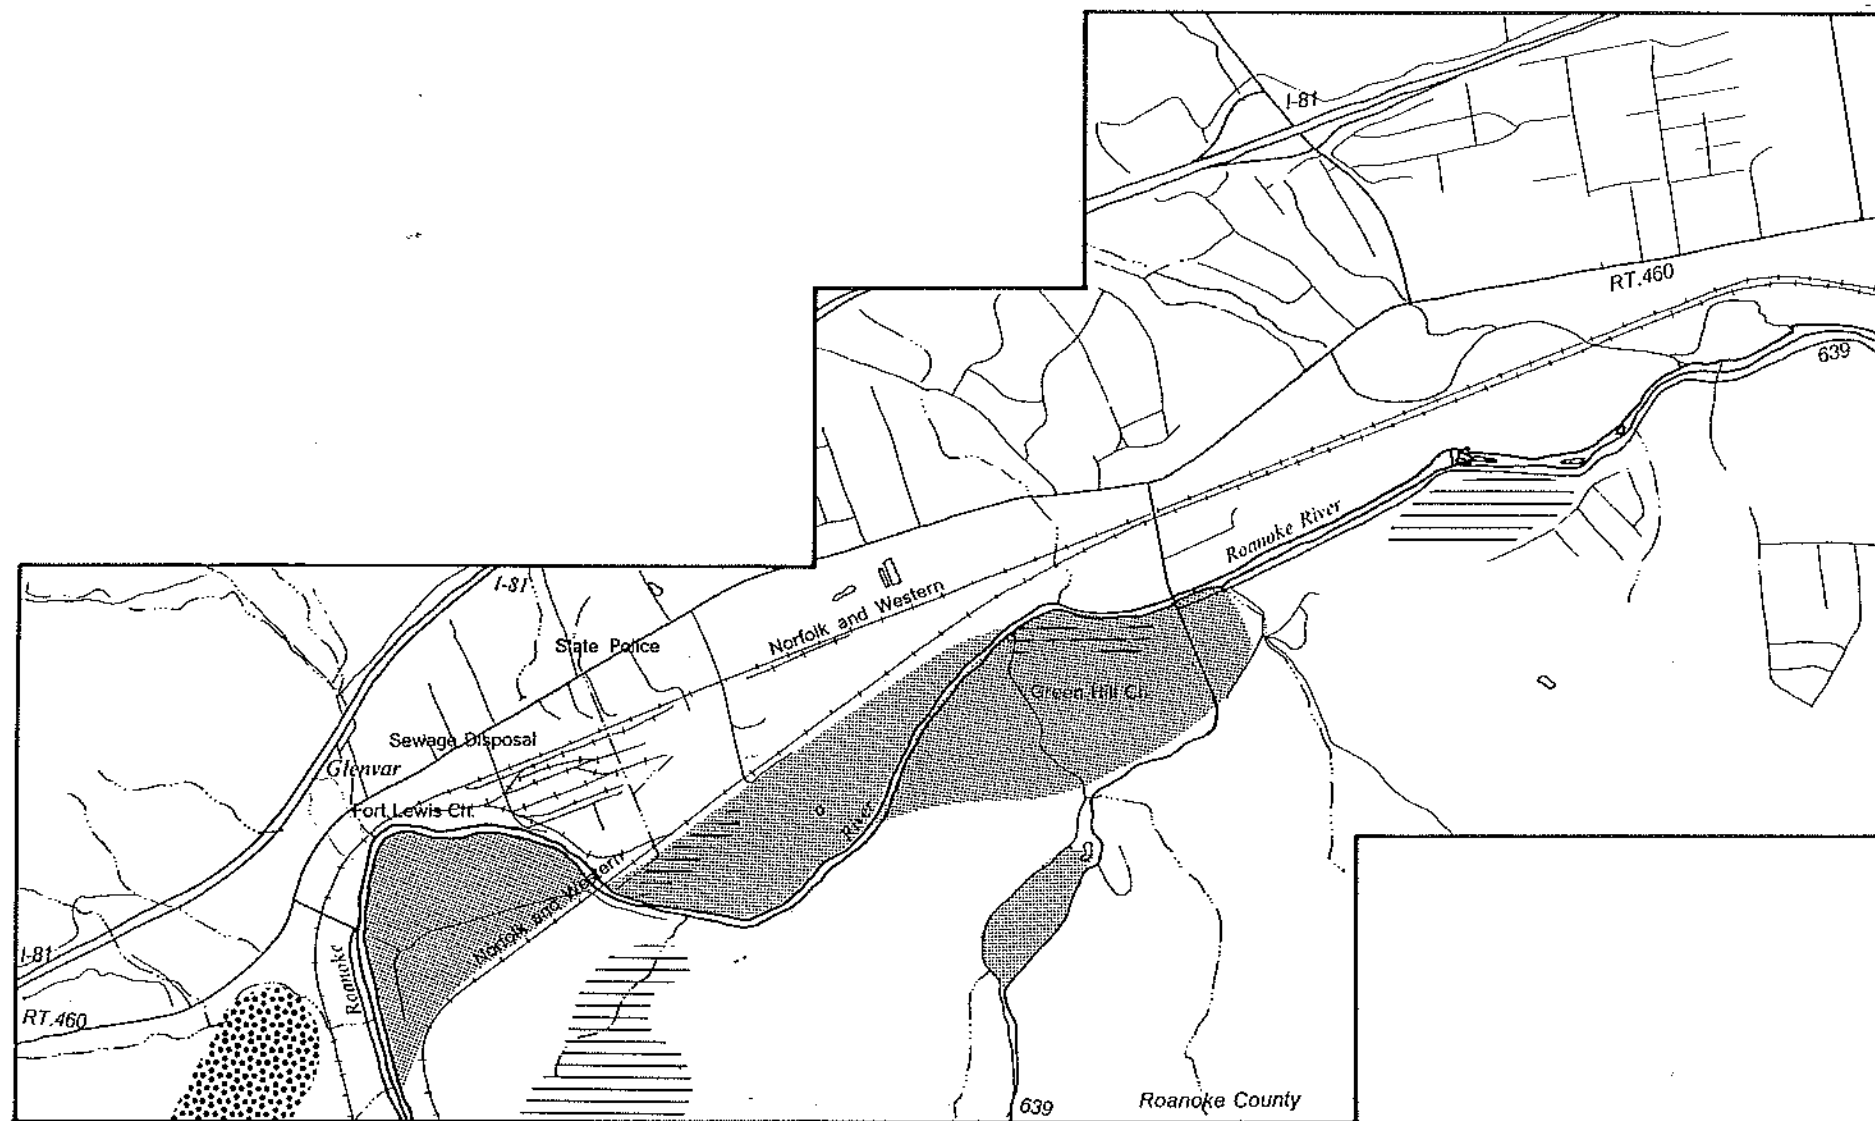 I-81
RT.460
639
Roanoke River
I-81
State Police
Norfolk and Western
Green Hill Ch.
Sewage Disposal
Glenvar
Fort Lewis Ch.
River
Norfolk and Western
I-81
Roanoke
RT.460
639
Roanoke County